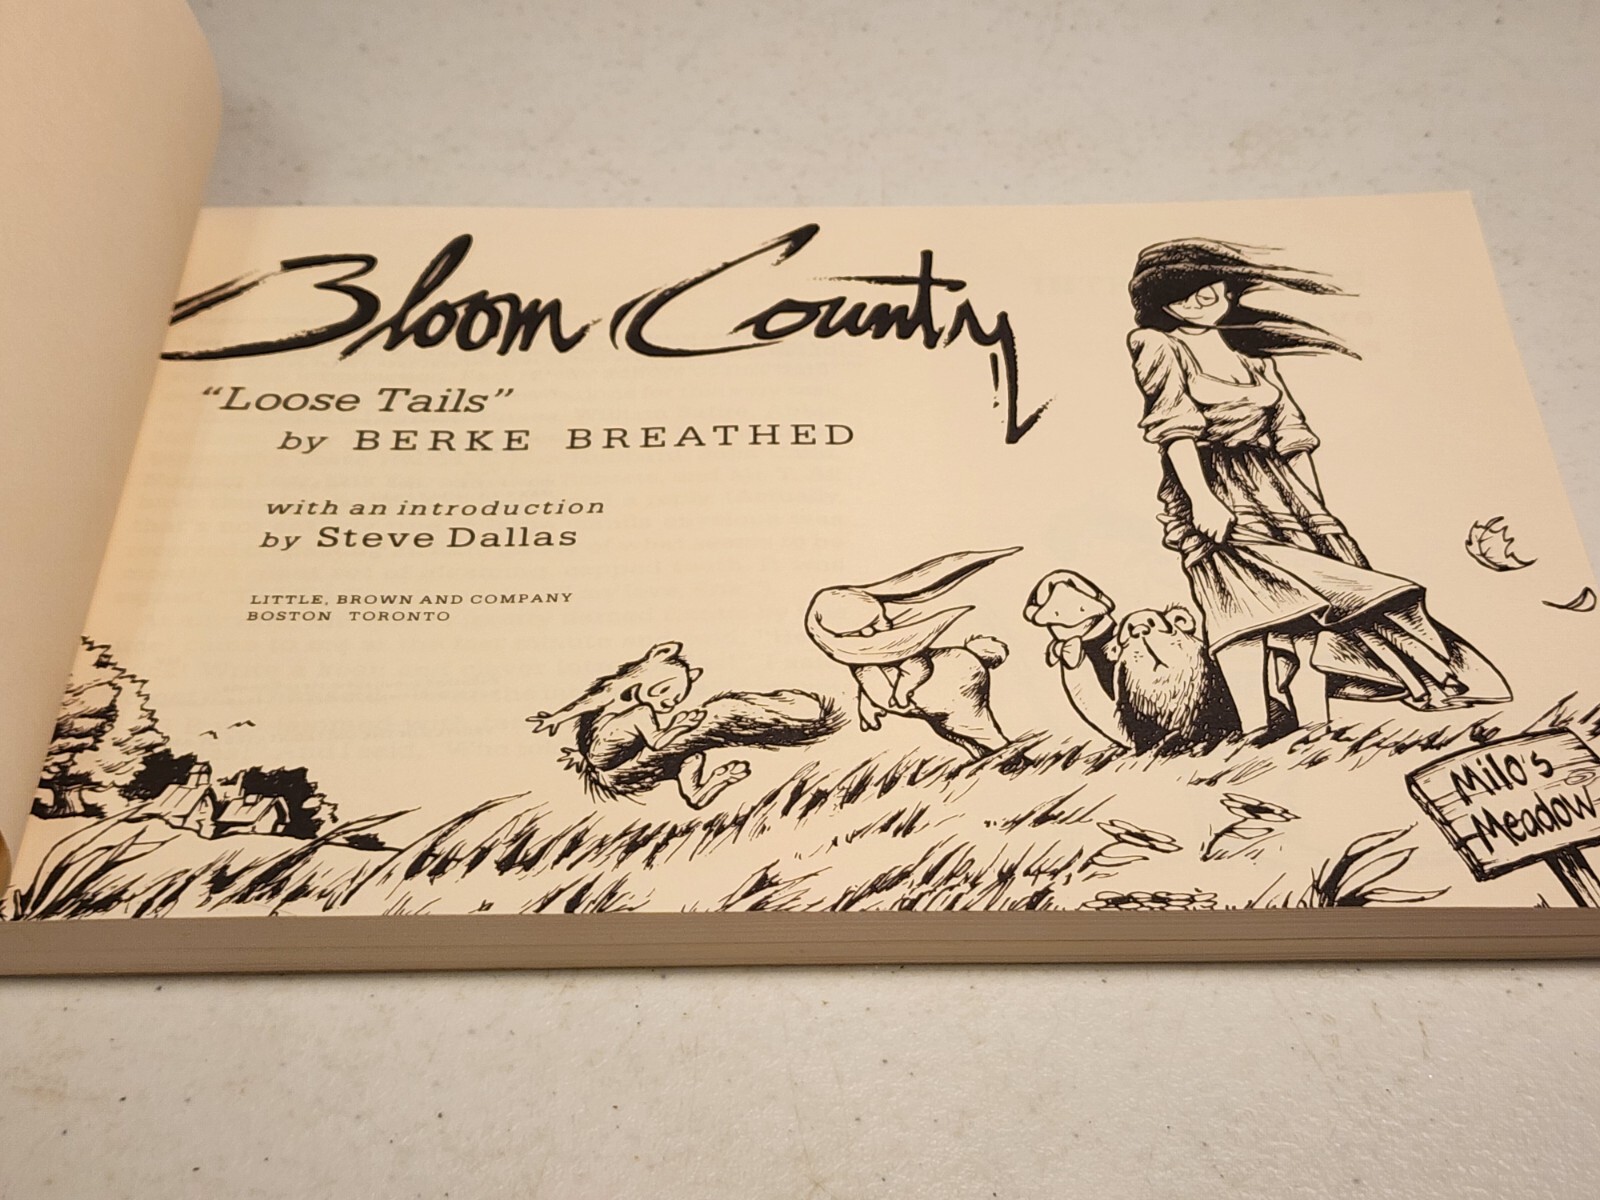 Bloom County
"Loose Tails"
by BERKE BREATHED
with an introduction
by Steve Dallas
LITTLE, BROWN AND COMPANY
BOSTON TORONTO
Milo's
Meadow